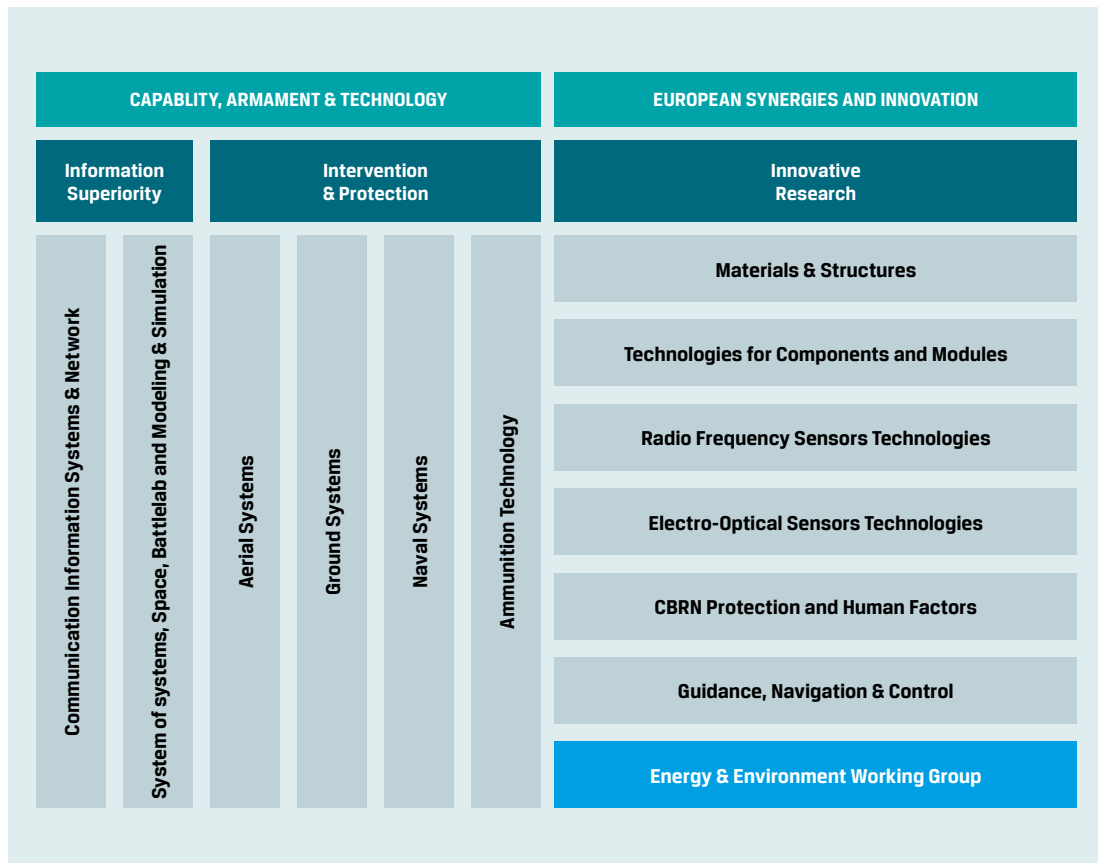 CAPABLITY, ARMAMENT & TECHNOLOGY
EUROPEAN SYNERGIES AND INNOVATION
Information
Superiority
Intervention
& Protection
Innovative
Research
Communication Information Systems & Network
System of systems, Space, Battlelab and Modeling & Simulation
Aerial Systems
Ground Systems
Naval Systems
Ammunition Technology
Materials & Structures
Technologies for Components and Modules
Radio Frequency Sensors Technologies
Electro-Optical Sensors Technologies
CBRN Protection and Human Factors
Guidance, Navigation & Control
Energy & Environment Working Group